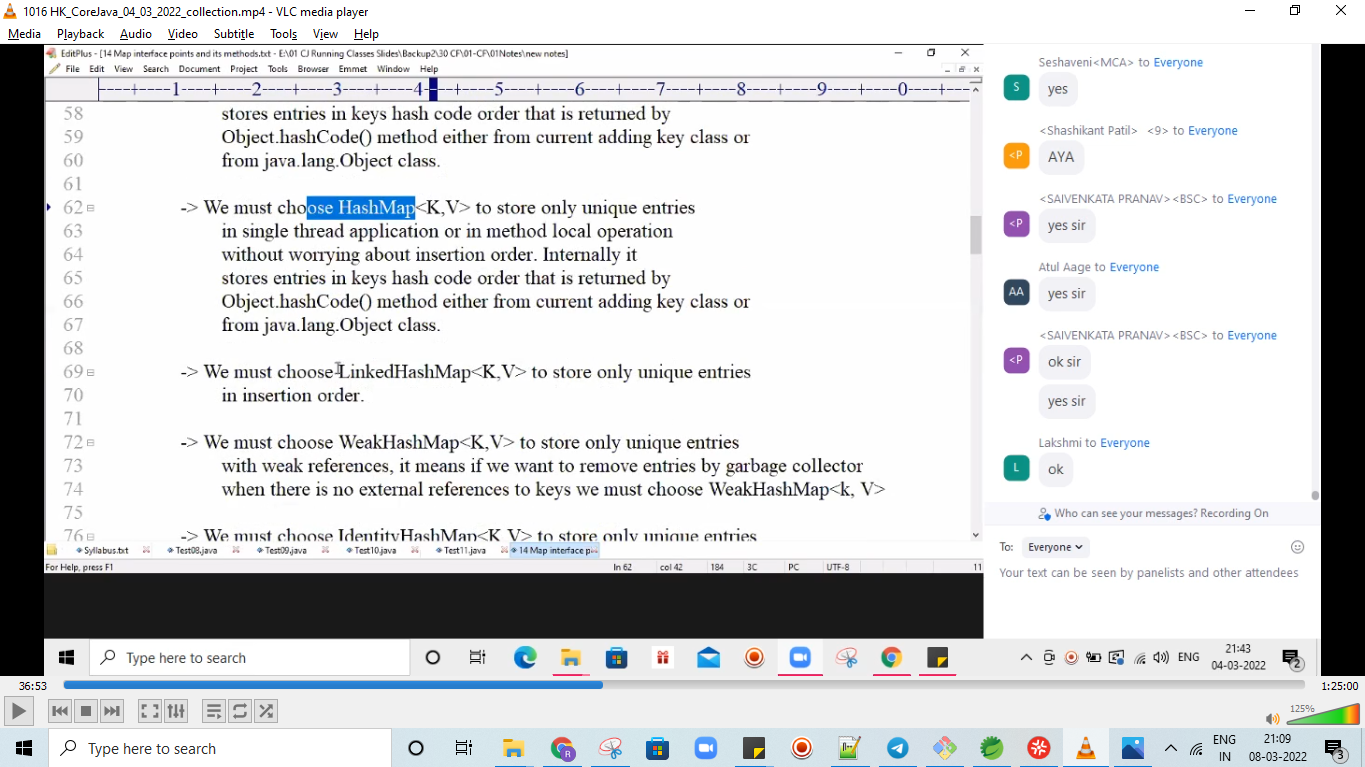 1016 HK_CoreJava_04_03_2022_collection.mp4 - VLC media player
Media Playback Audio Video Subtitle Tools View Help
EditPlus - [14 Map interface points and its methods.txt - E:\01 CJ Running Classes Slides\Backup2\30 CF\01-CF\01Notes\new notes]
File Edit View Search Document Project Tools Browser Emmet Window Help
----+----1----+----2----+----3----+----4----+----5----+----6----+----7----+----8----+----9----+----0----+--
58 stores entries in keys hash code order that is returned by
59 Object.hashCode() method either from current adding key class or
60 from java.lang.Object class.
61
62 -> We must choose HashMap<K,V> to store only unique entries
63 in single thread application or in method local operation
64 without worrying about insertion order. Internally it
65 stores entries in keys hash code order that is returned by
66 Object.hashCode() method either from current adding key class or
67 from java.lang.Object class.
68
69 -> We must choose LinkedHashMap<K,V> to store only unique entries
70 in insertion order.
71
72 -> We must choose WeakHashMap<K,V> to store only unique entries
73 with weak references, it means if we want to remove entries by garbage collector
74 when there is no external references to keys we must choose WeakHashMap<k, V>
75
76 -> We must choose IdentityHashMap<K,V> to store only unique entries
Syllabus.txt Test08.java Test09.java Test10.java Test11.java 14 Map interface p
For Help, press F1 ln 62 col 42 184 3C PC UTF-8 11
Seshaveni<MCA> to Everyone
S yes
<Shashikant Patil> <9> to Everyone
<P AYA
<SAIVENKATA PRANAV><BSC> to Everyone
<P yes sir
Atul Aage to Everyone
AA yes sir
<SAIVENKATA PRANAV><BSC> to Everyone
<P ok sir
yes sir
Lakshmi to Everyone
L ok
Who can see your messages? Recording On
To: Everyone
Your text can be seen by panelists and other attendees
Type here to search
ENG
21:43
04-03-2022
2
36:53 1:25:00
125%
Type here to search
R
ENG
IN
21:09
08-03-2022
3